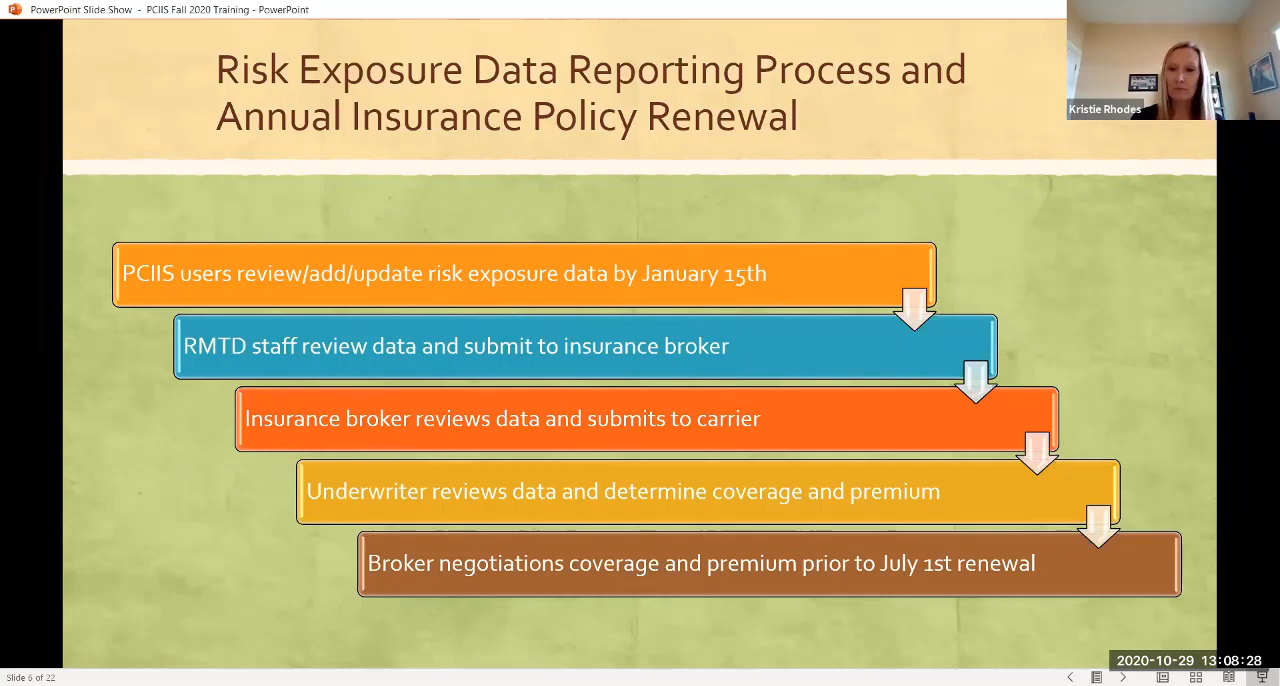 PowerPoint Slide Show - PCIIS Fall 2020 Training - PowerPoint
Risk Exposure Data Reporting Process and
Annual Insurance Policy Renewal
Kristie Rhodes
PCIIS users review/add/update risk exposure data by January 15th
RMTD staff review data and submit to insurance broker
Insurance broker reviews data and submits to carrier
Underwriter reviews data and determine coverage and premium
Broker negotiations coverage and premium prior to July 1st renewal
2020-10-29 13:08:28
Slide 6 of 22